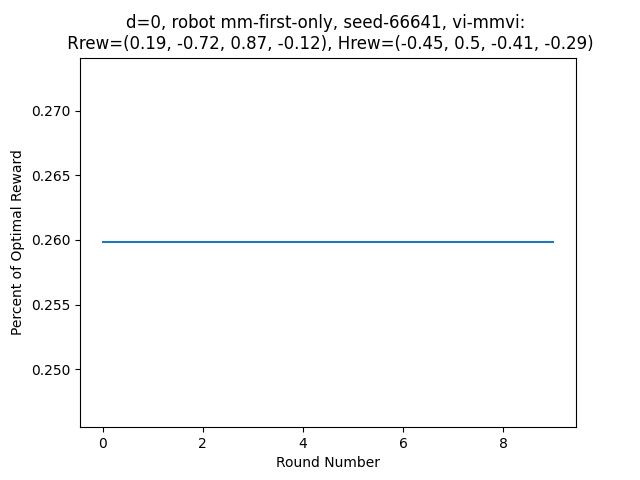 d=0, robot mm-first-only, seed-66641, vi-mmvi:
Rrew=(0.19, -0.72, 0.87, -0.12), Hrew=(-0.45, 0.5, -0.41, -0.29)
Percent of Optimal Reward
0.270
0.265
0.260
0.255
0.250
0 2 4 6 8
Round Number